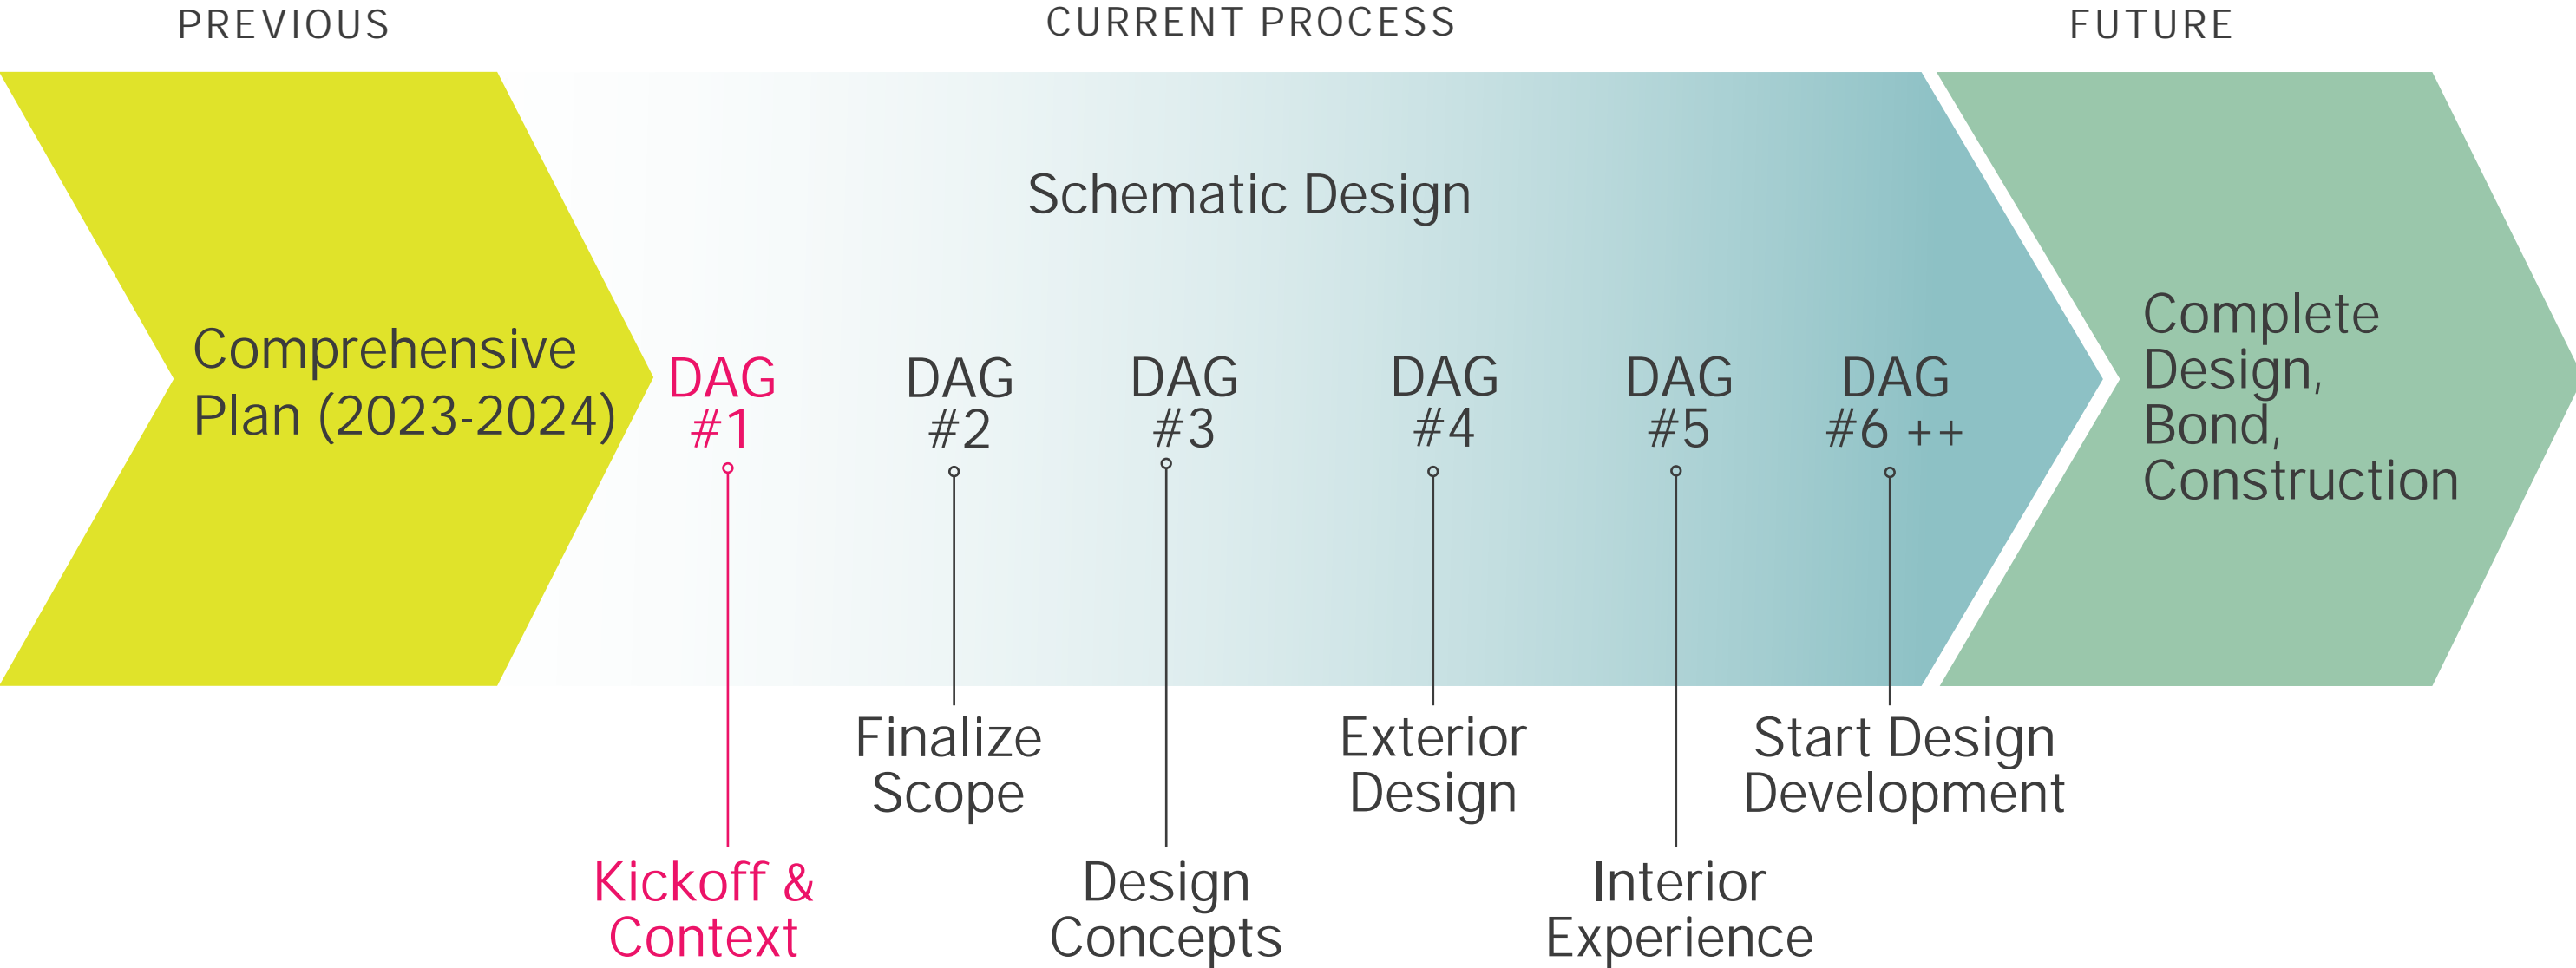 PREVIOUS
CURRENT PROCESS
FUTURE
Schematic Design
Comprehensive
Plan (2023-2024)
DAG
#1
DAG
#2
DAG
#3
DAG
#4
DAG
#5
DAG
#6 ++
Complete
Design,
Bond,
Construction
Finalize
Scope
Exterior
Design
Start Design
Development
Kickoff &
Context
Design
Concepts
Interior
Experience